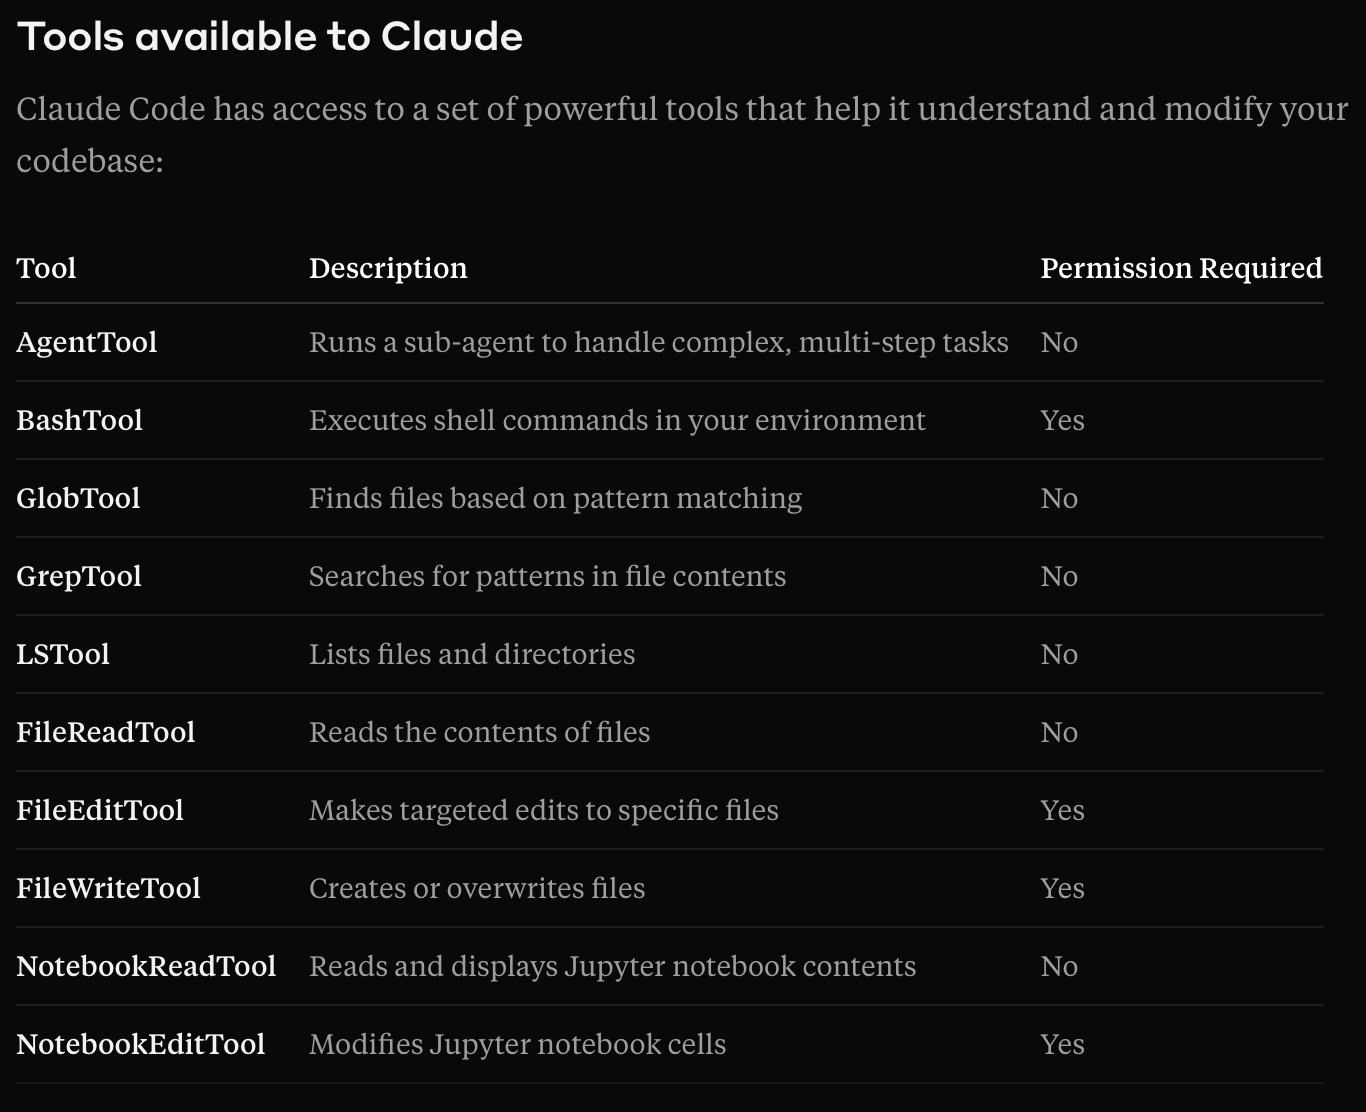 Tools available to Claude
Claude Code has access to a set of powerful tools that help it understand and modify your
codebase:
Tool Description Permission Required
AgentTool Runs a sub-agent to handle complex, multi-step tasks No
BashTool Executes shell commands in your environment Yes
GlobTool Finds files based on pattern matching No
GrepTool Searches for patterns in file contents No
LSTool Lists files and directories No
FileReadTool Reads the contents of files No
FileEditTool Makes targeted edits to specific files Yes
FileWriteTool Creates or overwrites files Yes
NotebookReadTool Reads and displays Jupyter notebook contents No
NotebookEditTool Modifies Jupyter notebook cells Yes